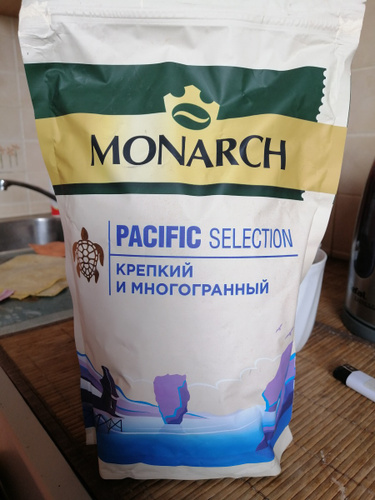 MONARCH
PACIFIC SELECTION
КРЕПКИЙ
И МНОГОГРАННЫЙ